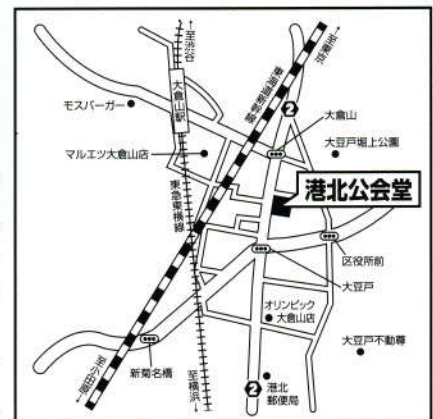 ←至渋谷
至東京→
大倉山駅
東海道新幹線
2
モスバーガー
大倉山
マルエツ大倉山店
大豆戸堀上公園
港北公会堂
東急東横線
区役所前
大豆戸
オリンピック
大倉山店
大豆戸不動尊
←至小田原
新菊名橋
至横浜→
2
港北
郵便局